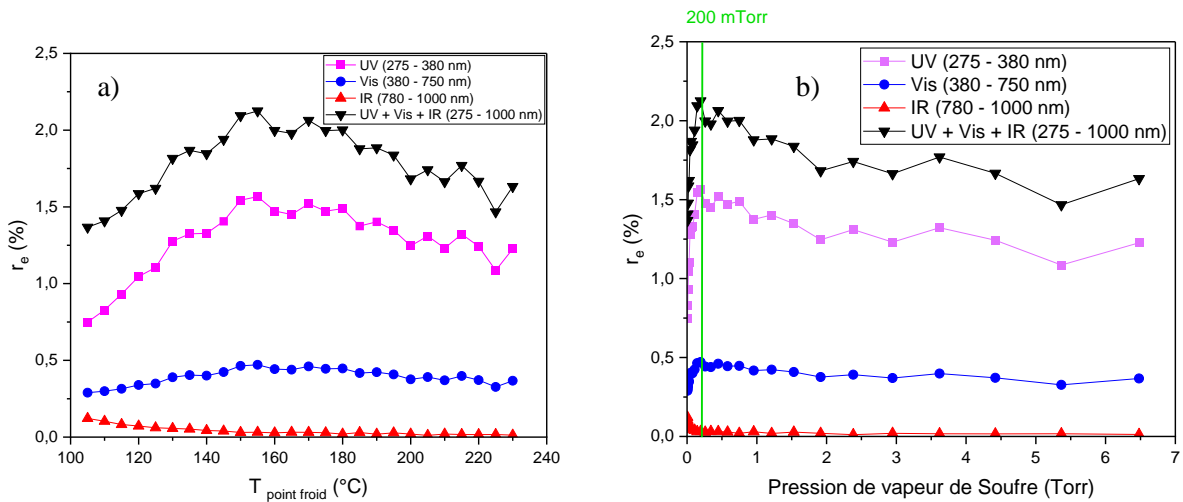 200 mTorr
a)
UV (275 - 380 nm)
Vis (380 - 750 nm)
IR (780 - 1000 nm)
UV + Vis + IR (275 - 1000 nm)
2,5
2,0
1,5
1,0
0,5
0,0
r_e (%)
100 120 140 160 180 200 220 240
T point froid (°C)
b)
UV (275 - 380 nm)
Vis (380 - 750 nm)
IR (780 - 1000 nm)
UV + Vis + IR (275 - 1000 nm)
2,5
2,0
1,5
1,0
0,5
0,0
r_e (%)
0 1 2 3 4 5 6 7
Pression de vapeur de Soufre (Torr)